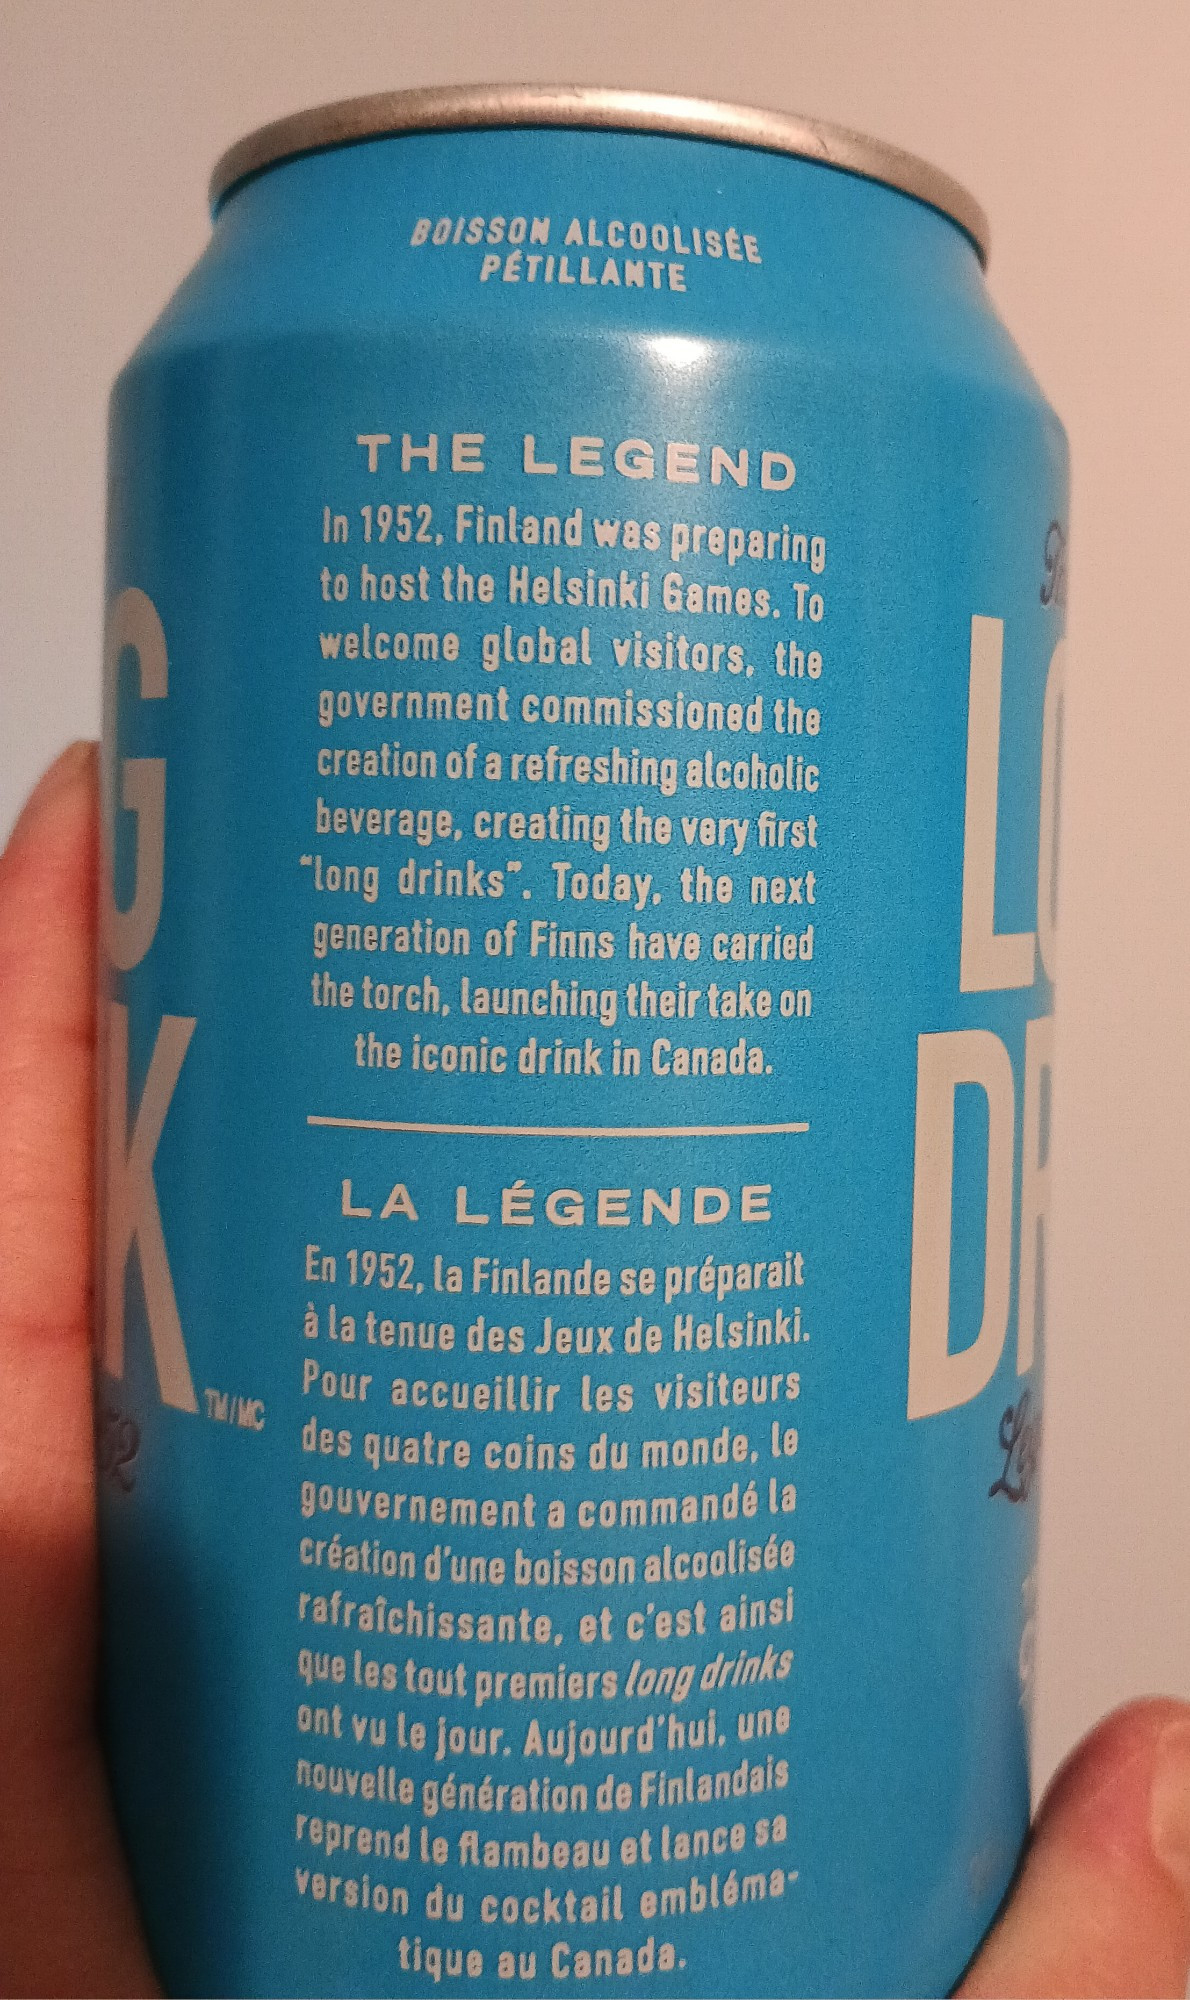 BOISSON ALCOOLISÉE
PÉTILLANTE
THE LEGEND
In 1952, Finland was preparing
to host the Helsinki Games. To
welcome global visitors, the
government commissioned the
creation of a refreshing alcoholic
beverage, creating the very first
“long drinks”. Today, the next
generation of Finns have carried
the torch, launching their take on
the iconic drink in Canada.
LA LÉGENDE
En 1952, la Finlande se préparait
à la tenue des Jeux de Helsinki.
Pour accueillir les visiteurs
des quatre coins du monde, le
gouvernement a commandé la
création d'une boisson alcoolisée
rafraîchissante, et c'est ainsi
que les tout premiers long drinks
ont vu le jour. Aujourd'hui, une
nouvelle génération de Finlandais
reprend le flambeau et lance sa
version du cocktail embléma-
tique au Canada.
G
K
TM/MC
LO
DR